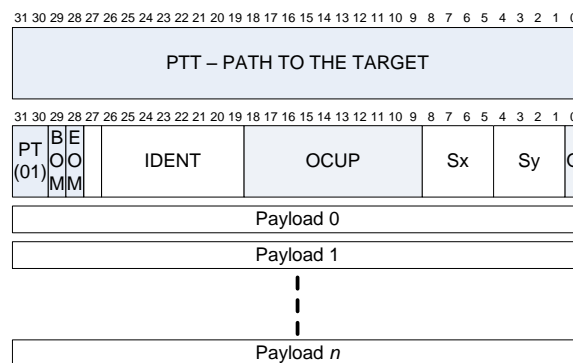 31 30 29 28 27 26 25 24 23 22 21 20 19 18 17 16 15 14 13 12 11 10 9 8 7 6 5 4 3 2 1 0
PTT – PATH TO THE TARGET
31 30 29 28 27 26 25 24 23 22 21 20 19 18 17 16 15 14 13 12 11 10 9 8 7 6 5 4 3 2 1 0
PT (01) BOM EOM IDENT OCUP Sx Sy
Payload 0
Payload 1
Payload n